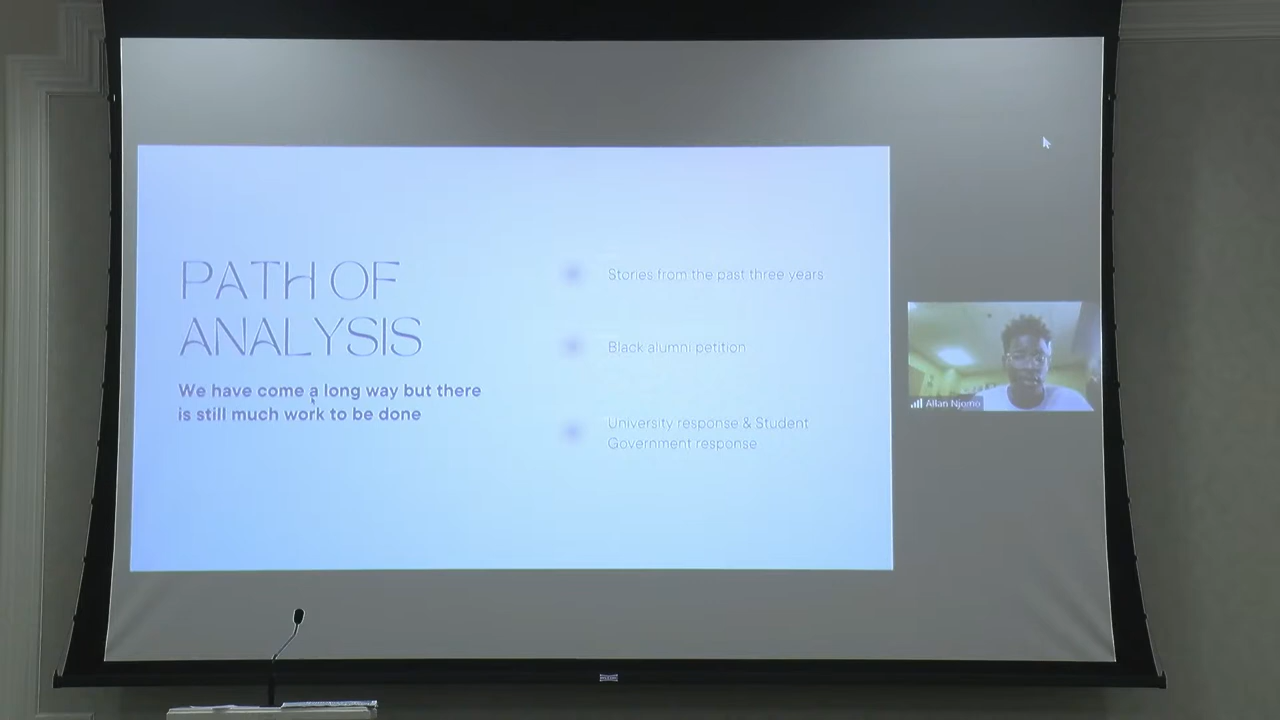 PATH OF
ANALYSIS
We have come a long way but there
is still much work to be done
Stories from the past three years
Black alumni petition
University response & Student
Government response
Allan Njomo